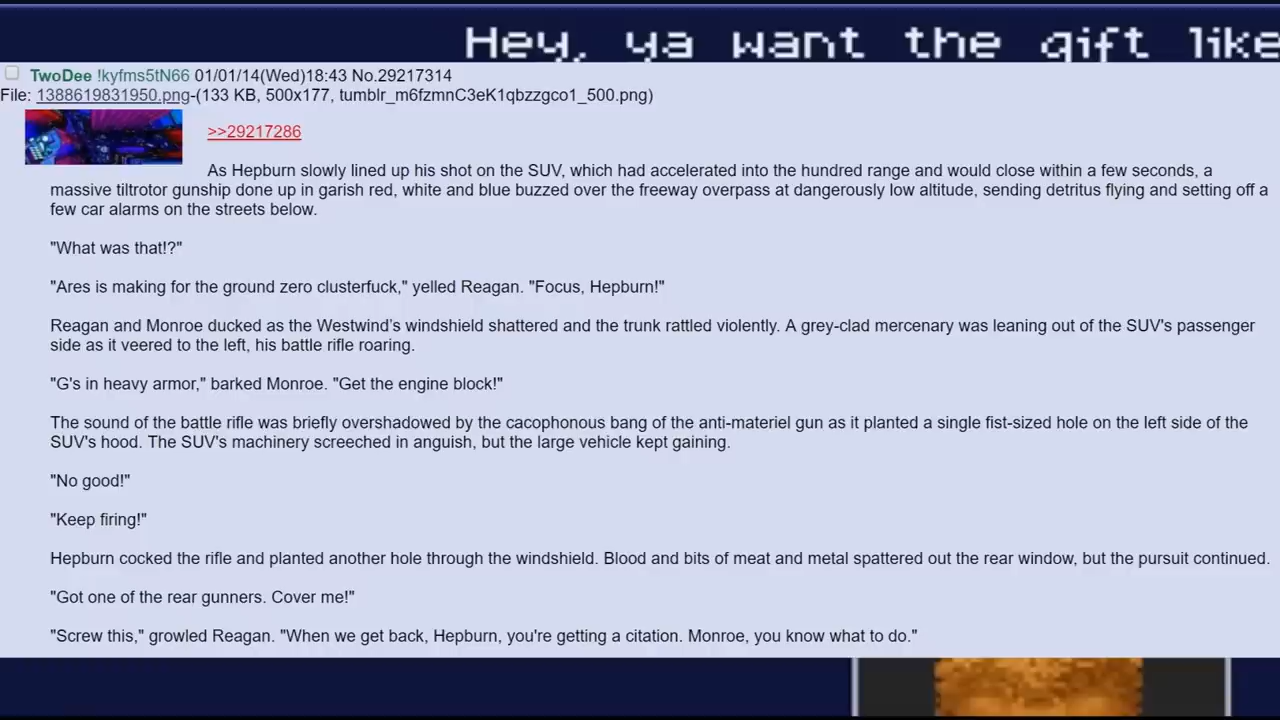 Hey, ya want the gift like
TwoDee !kyfms5tN66 01/01/14(Wed)18:43 No.29217314
File: 1388619831950.png-(133 KB, 500x177, tumblr_m6fzmnC3eK1qbzzgco1_500.png)
>>29217286
As Hepburn slowly lined up his shot on the SUV, which had accelerated into the hundred range and would close within a few seconds, a
massive tiltrotor gunship done up in garish red, white and blue buzzed over the freeway overpass at dangerously low altitude, sending detritus flying and setting off a
few car alarms on the streets below.
"What was that!?"
"Ares is making for the ground zero clusterfuck," yelled Reagan. "Focus, Hepburn!"
Reagan and Monroe ducked as the Westwind's windshield shattered and the trunk rattled violently. A grey-clad mercenary was leaning out of the SUV's passenger
side as it veered to the left, his battle rifle roaring.
"G's in heavy armor," barked Monroe. "Get the engine block!"
The sound of the battle rifle was briefly overshadowed by the cacophonous bang of the anti-materiel gun as it planted a single fist-sized hole on the left side of the
SUV's hood. The SUV's machinery screeched in anguish, but the large vehicle kept gaining.
"No good!"
"Keep firing!"
Hepburn cocked the rifle and planted another hole through the windshield. Blood and bits of meat and metal spattered out the rear window, but the pursuit continued.
"Got one of the rear gunners. Cover me!"
"Screw this," growled Reagan. "When we get back, Hepburn, you're getting a citation. Monroe, you know what to do."